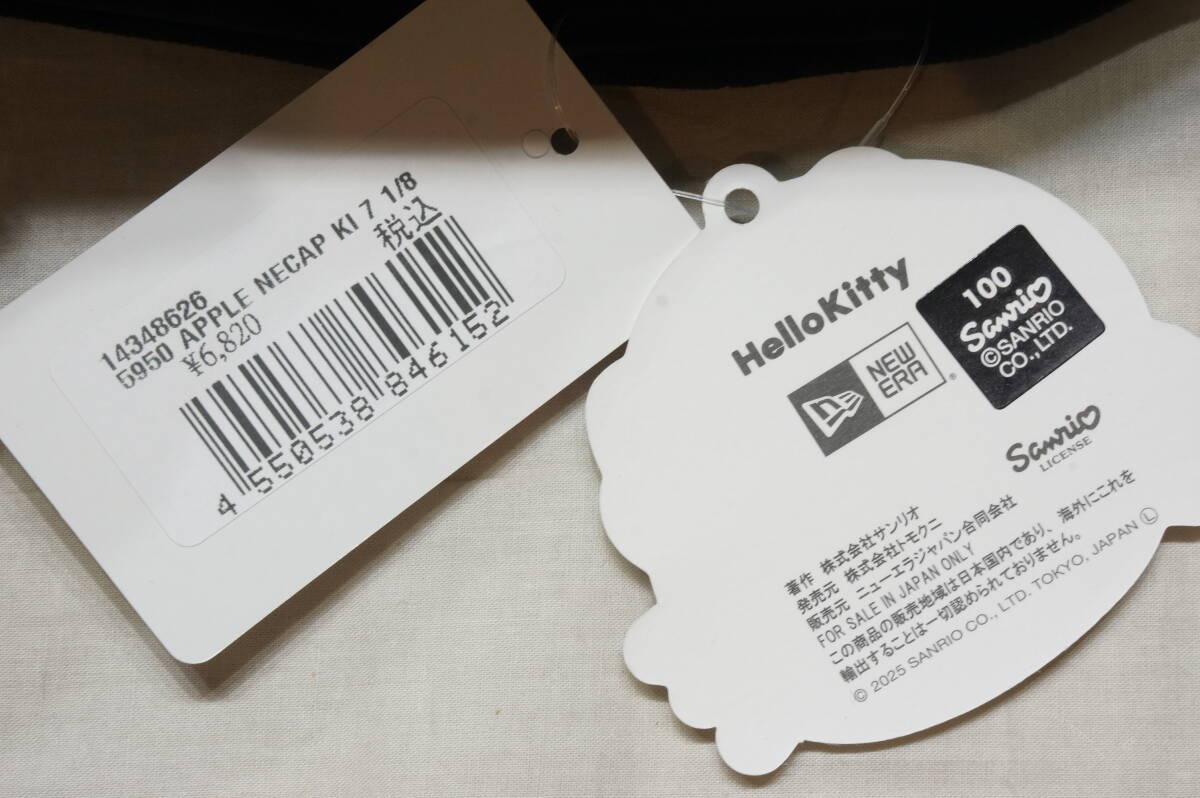 14348626
5950 APPLE NECAP KI 7 1/8
¥6,820 税込
4 550538 846152
HelloKitty
NEW ERA®
100
Sanrio
©SANRIO
CO., LTD.
Sanrio
LICENSE
著作 株式会社サンリオ
発売元 株式会社トモクニ
販売元 ニューエラジャパン合同会社
FOR SALE IN JAPAN ONLY
この商品の販売地域は日本国内であり、海外にこれを
輸出することは一切認められておりません。
© 2025 SANRIO CO., LTD. TOKYO, JAPAN Ⓛ